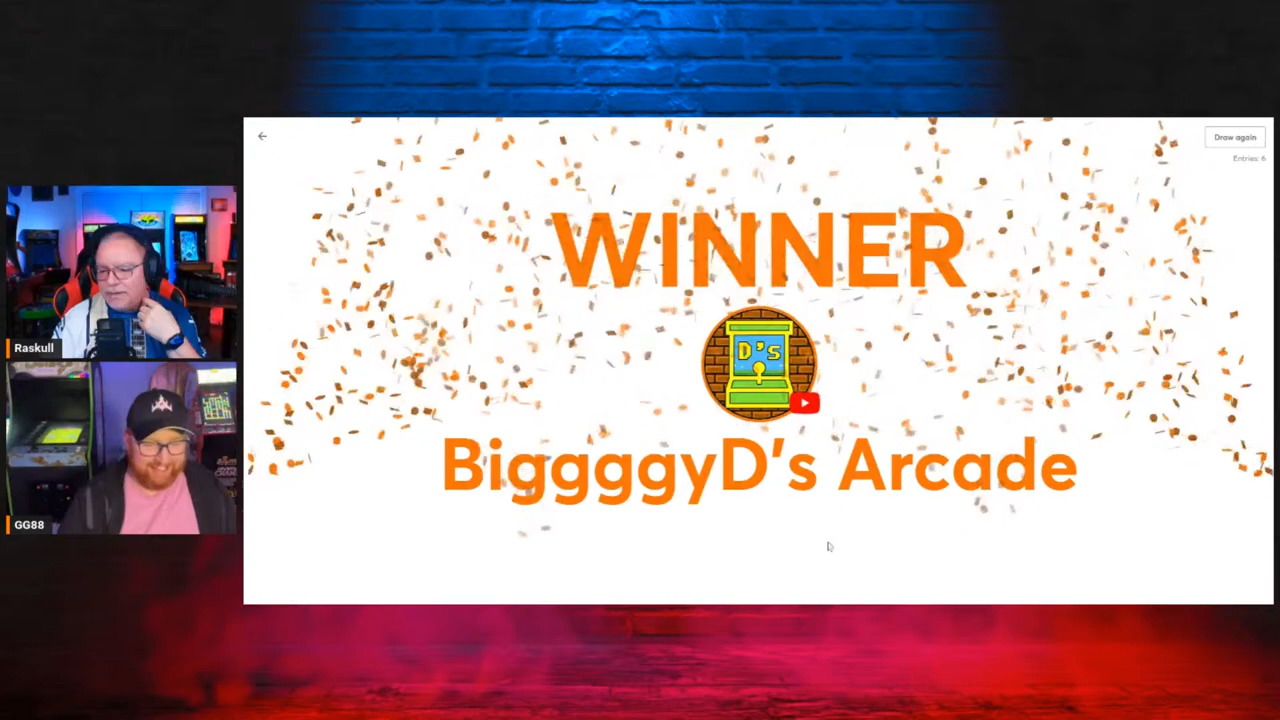 Draw again
Entries: 6
WINNER
D's
BiggggyD's Arcade
Raskull
GG88